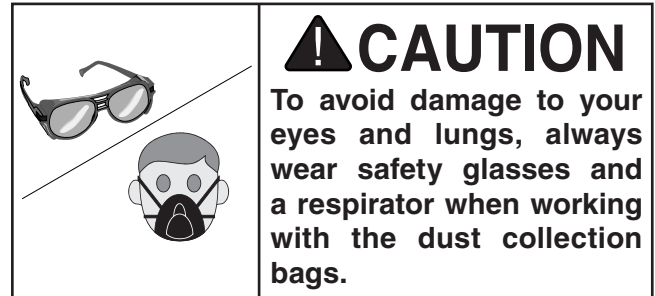 CAUTION
To avoid damage to your
eyes and lungs, always
wear safety glasses and
a respirator when working
with the dust collection
bags.